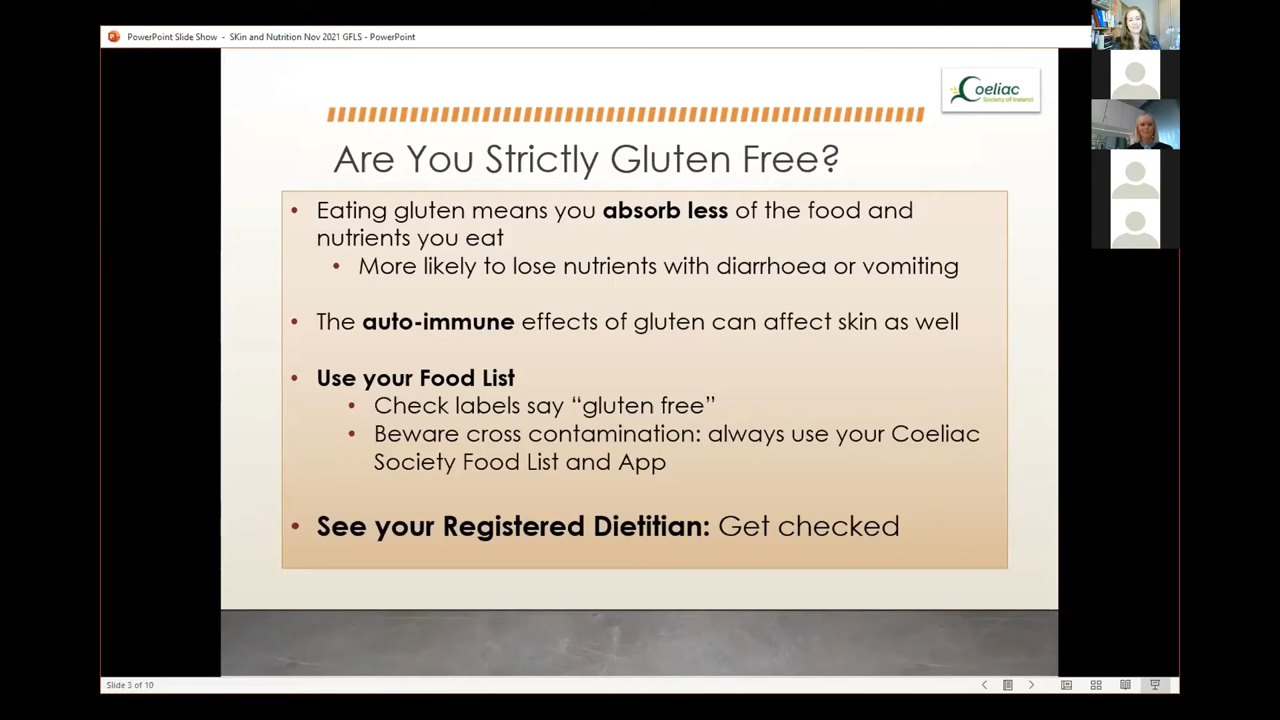 PowerPoint Slide Show - SKin and Nutrition Nov 2021 GFLS - PowerPoint
Coeliac
Society of Ireland
Are You Strictly Gluten Free?
• Eating gluten means you absorb less of the food and
nutrients you eat
• More likely to lose nutrients with diarrhoea or vomiting
• The auto-immune effects of gluten can affect skin as well
• Use your Food List
• Check labels say “gluten free”
• Beware cross contamination: always use your Coeliac
Society Food List and App
• See your Registered Dietitian: Get checked
Slide 3 of 10